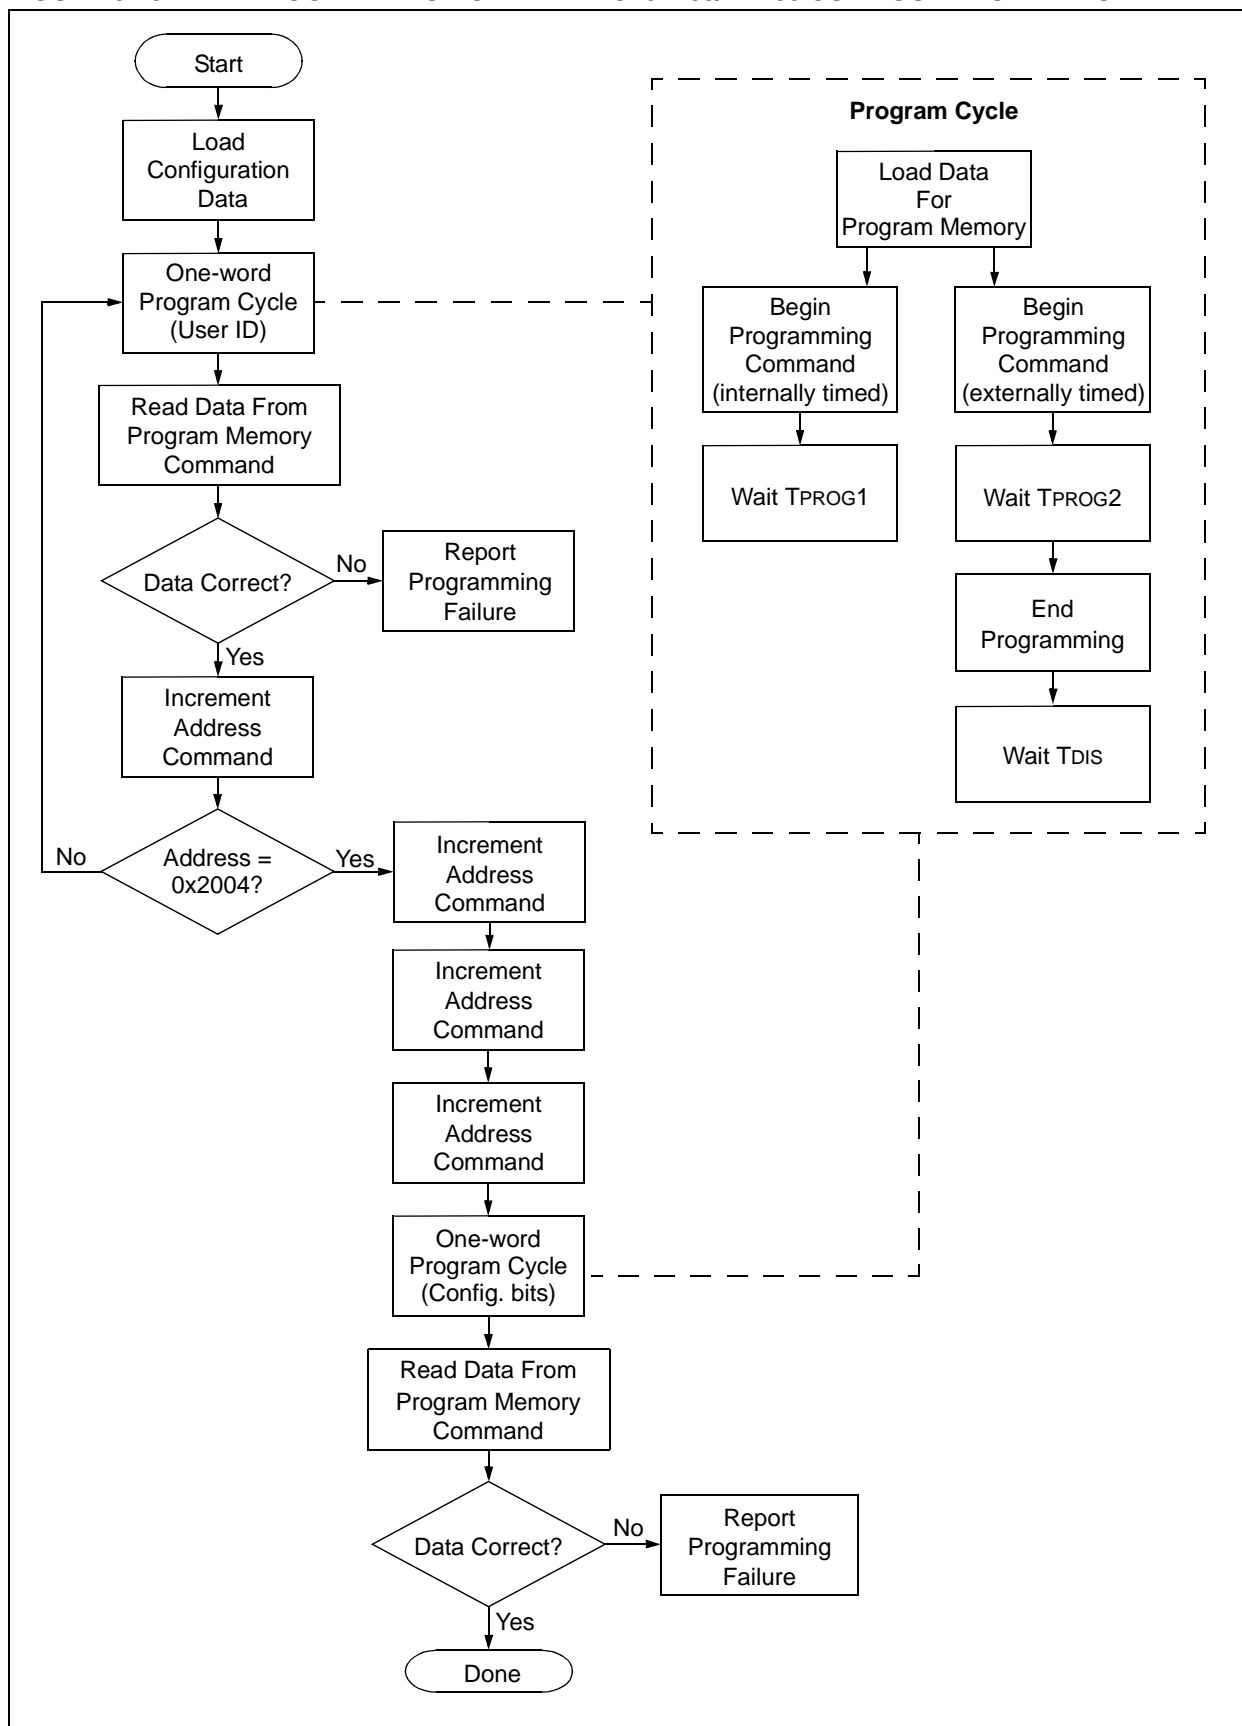 Start
Load
Configuration
Data
One-word
Program Cycle
(User ID)
Read Data From
Program Memory
Command
Data Correct?
No
Report
Programming
Failure
Yes
Increment
Address
Command
Address =
0x2004?
No
Yes
Increment
Address
Command
Increment
Address
Command
Increment
Address
Command
One-word
Program Cycle
(Config. bits)
Read Data From
Program Memory
Command
Data Correct?
No
Report
Programming
Failure
Yes
Done
Program Cycle
Load Data
For
Program Memory
Begin
Programming
Command
(internally timed)
Wait TPROG1
Begin
Programming
Command
(externally timed)
Wait TPROG2
End
Programming
Wait TDIS